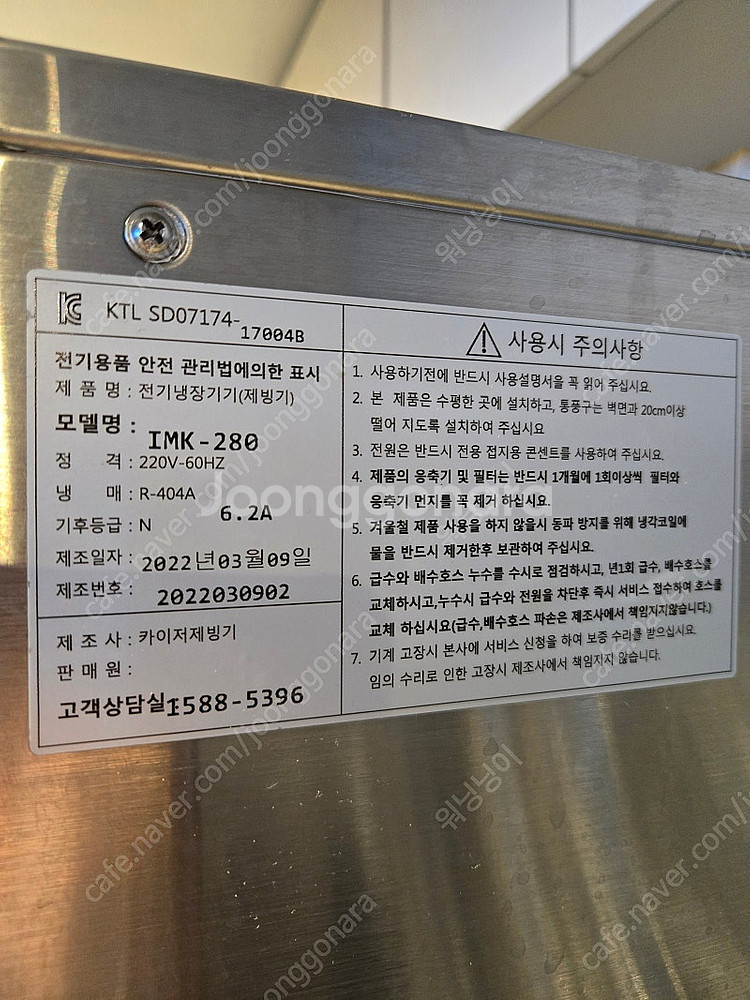 KTL SD07174-
17004B
전기용품 안전 관리법에의한 표시
제 품 명 : 전기냉장기기(제빙기)
모델명 : IMK-280
정 격 : 220V-60HZ
냉 매 : R-404A
6.2A
기후등급 : N
제조일자 : 2022년03월09일
제조번호 : 2022030902
제 조 사 : 카이저제빙기
판 매 원 :
고객상담실:1588-5396
사용시 주의사항
1. 사용하기전에 반드시 사용설명서을 꼭 읽어 주십시요.
2. 본 제품은 수평한 곳에 설치하고, 통풍구는 벽면과 20cm이상
떨어 지도록 설치하여 주십시요
3. 전원은 반드시 전용 접지용 콘센트를 사용하여 주십시요.
4. 제품의 응축기 및 필터는 반드시 1개월에 1회이상씩 필터와
응축기 먼지를 꼭 제거 하십시요.
5. 겨울철 제품 사용을 하지 않을시 동파 방지를 위해 냉각코일에
물을 반드시 제거한후 보관하여 주십시요.
6. 급수와 배수호스 누수를 수시로 점검하시고, 년1회 급수, 배수호스를
교체하시고,누수시 급수와 전원을 차단후 즉시 서비스 접수하여 호스를
교체 하십시요(급수,배수호스 파손은 제조사에서 책임지지않습니다.)
7. 기계 고장시 본사에 서비스 신청을 하여 보증 수리를 받으십시요.
임의 수리로 인한 고장시 제조사에서 책임지지 않습니다.
Joonggonara
cafe.naver.com/joonggonara
워닝닝이